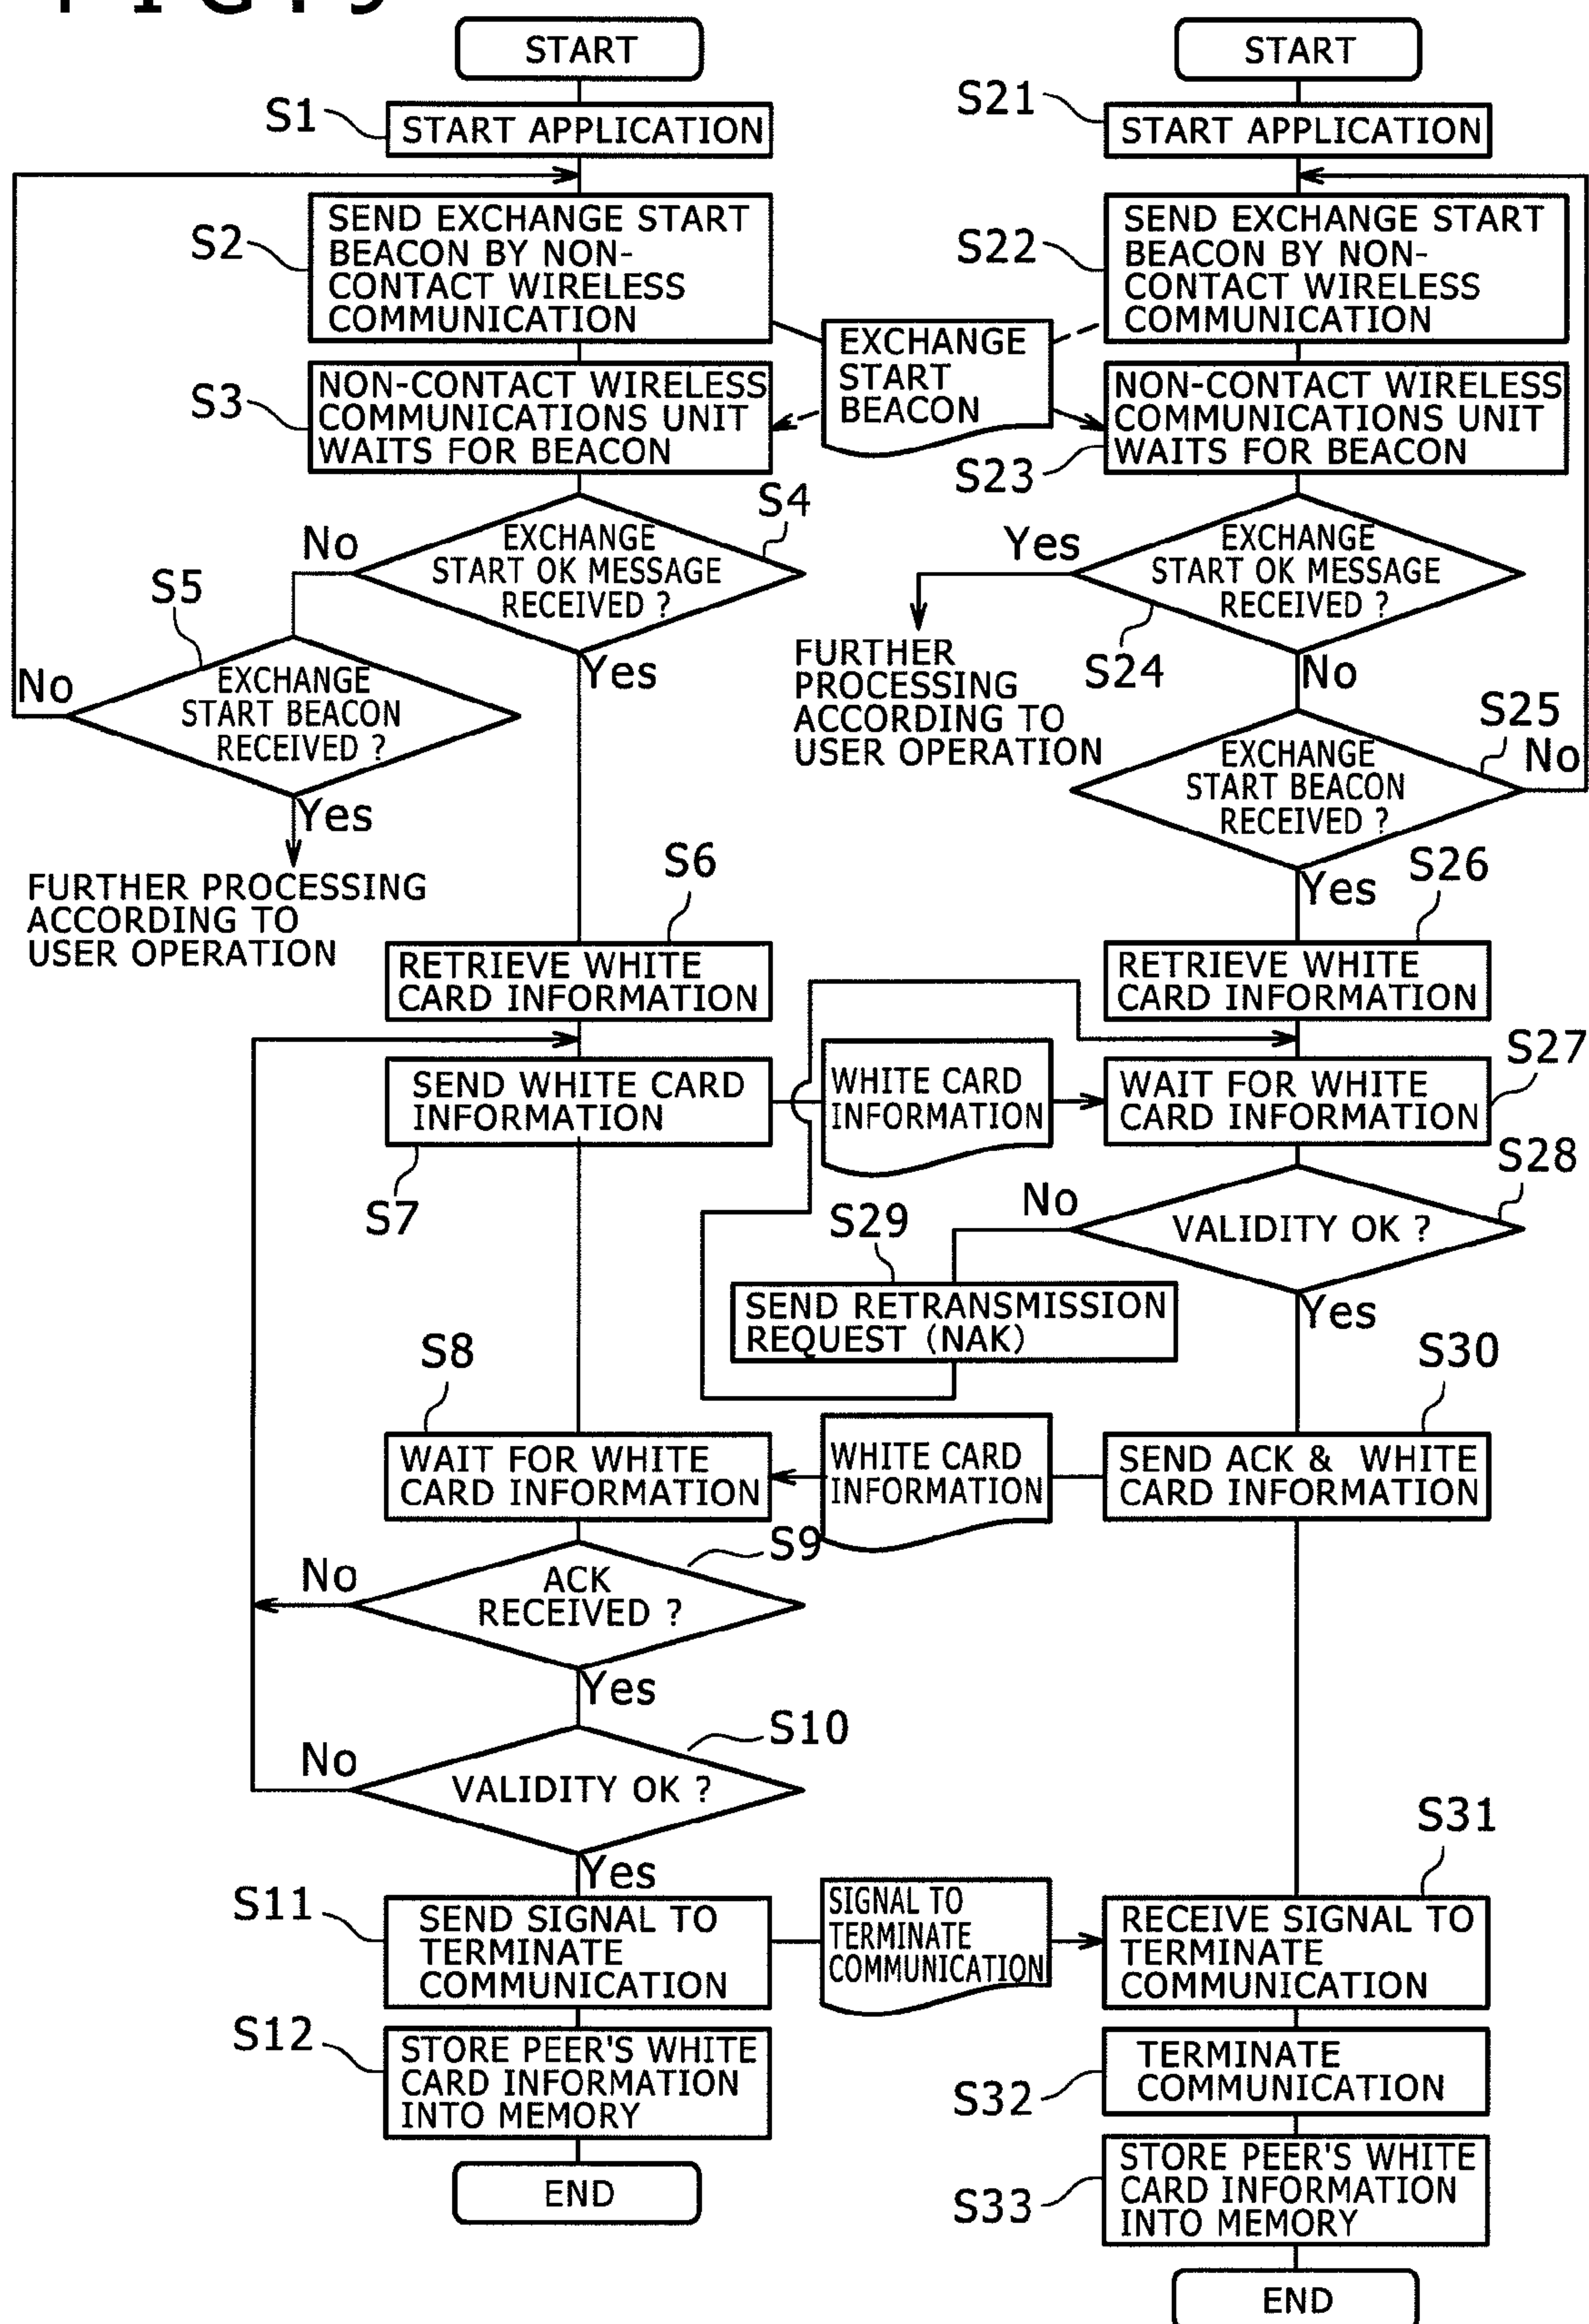 START
S1
START APPLICATION
S2
SEND EXCHANGE START
BEACON BY NON-
CONTACT WIRELESS
COMMUNICATION
S3
NON-CONTACT WIRELESS
COMMUNICATIONS UNIT
WAITS FOR BEACON
EXCHANGE
START
BEACON
S4
EXCHANGE
START OK MESSAGE
RECEIVED ?
No
Yes
S5
EXCHANGE
START BEACON
RECEIVED ?
No
Yes
FURTHER PROCESSING
ACCORDING TO
USER OPERATION
S6
RETRIEVE WHITE
CARD INFORMATION
SEND WHITE CARD
INFORMATION
S7
WHITE CARD
INFORMATION
S8
WAIT FOR WHITE
CARD INFORMATION
WHITE CARD
INFORMATION
S9
ACK
RECEIVED ?
No
Yes
S10
VALIDITY OK ?
No
Yes
S11
SEND SIGNAL TO
TERMINATE
COMMUNICATION
SIGNAL TO
TERMINATE
COMMUNICATION
S12
STORE PEER'S WHITE
CARD INFORMATION
INTO MEMORY
END
START
S21
START APPLICATION
S22
SEND EXCHANGE START
BEACON BY NON-
CONTACT WIRELESS
COMMUNICATION
NON-CONTACT WIRELESS
COMMUNICATIONS UNIT
WAITS FOR BEACON
S23
EXCHANGE
START OK MESSAGE
RECEIVED ?
Yes
S24
No
FURTHER
PROCESSING
ACCORDING TO
USER OPERATION
S25
EXCHANGE
START BEACON
RECEIVED ?
No
Yes
S26
RETRIEVE WHITE
CARD INFORMATION
S27
WAIT FOR WHITE
CARD INFORMATION
S28
VALIDITY OK ?
No
Yes
S29
SEND RETRANSMISSION
REQUEST (NAK)
S30
SEND ACK & WHITE
CARD INFORMATION
S31
RECEIVE SIGNAL TO
TERMINATE
COMMUNICATION
S32
TERMINATE
COMMUNICATION
S33
STORE PEER'S WHITE
CARD INFORMATION
INTO MEMORY
END